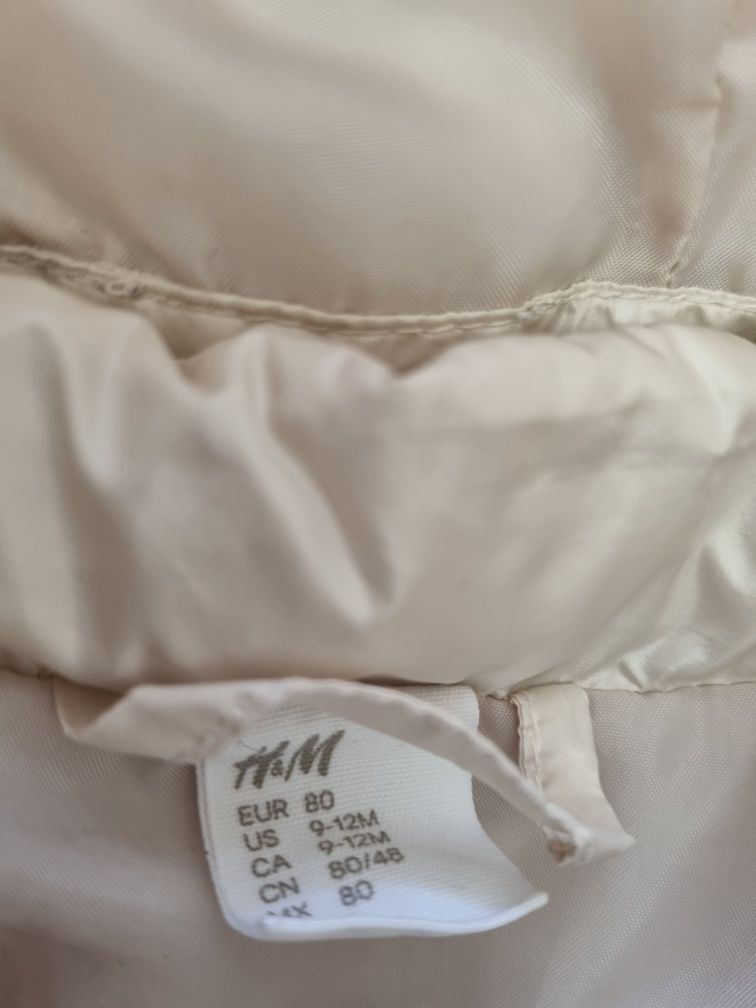 H&M
EUR 80
US 9-12M
CA 9-12M
CN 80/48
MX 80